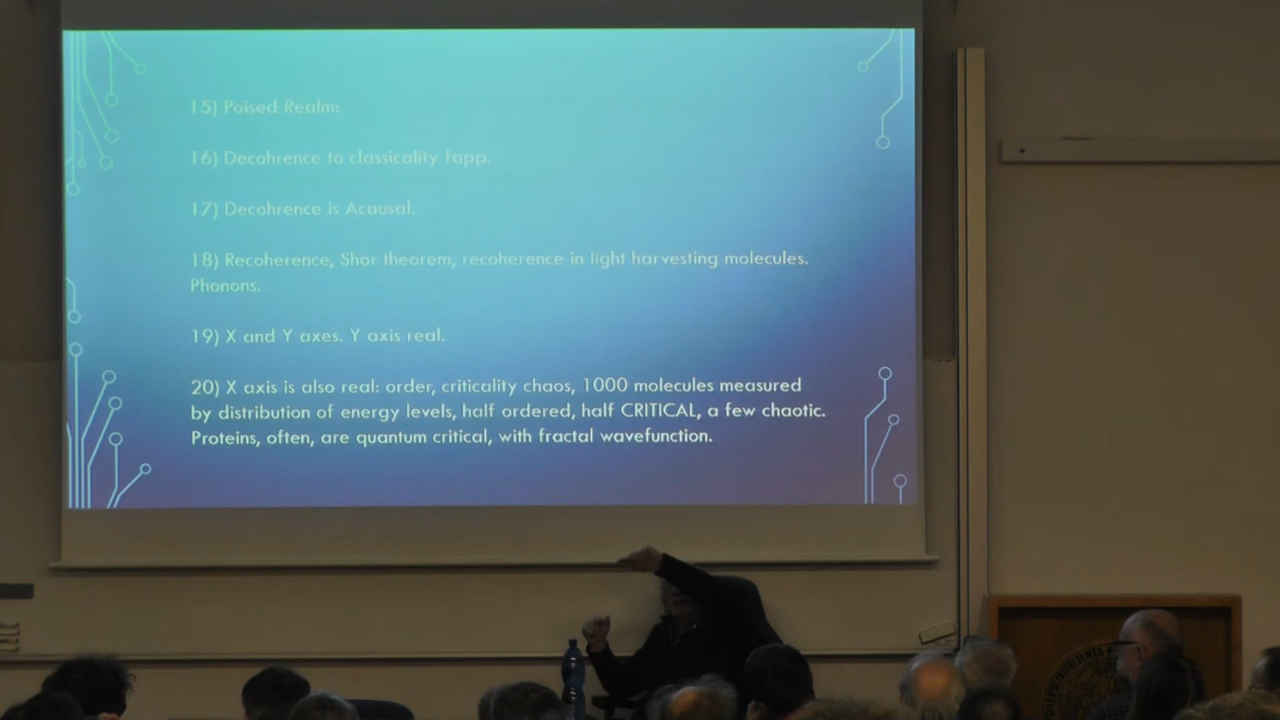 15) Poised Realm:
16) Decohrence to classicality fapp.
17) Decohrence is Acausal.
18) Recoherence, Shor theorem, recoherence in light harvesting molecules.
Phonons.
19) X and Y axes. Y axis real.
20) X axis is also real: order, criticality chaos, 1000 molecules measured
by distribution of energy levels, half ordered, half CRITICAL, a few chaotic.
Proteins, often, are quantum critical, with fractal wavefunction.